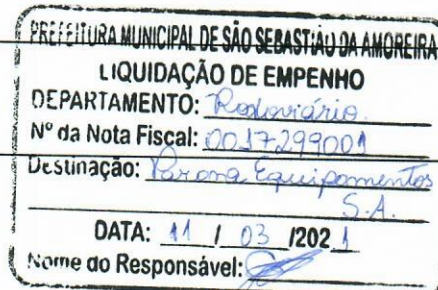 PREFEITURA MUNICIPAL DE SÃO SEBASTIÃO DA AMOREIRA
LIQUIDAÇÃO DE EMPENHO
DEPARTAMENTO: Rodoviário
Nº da Nota Fiscal: 0017299001
Destinação: Parana Equipamentos
S.A.
DATA: 11 / 03 /2021
Nome do Responsável: